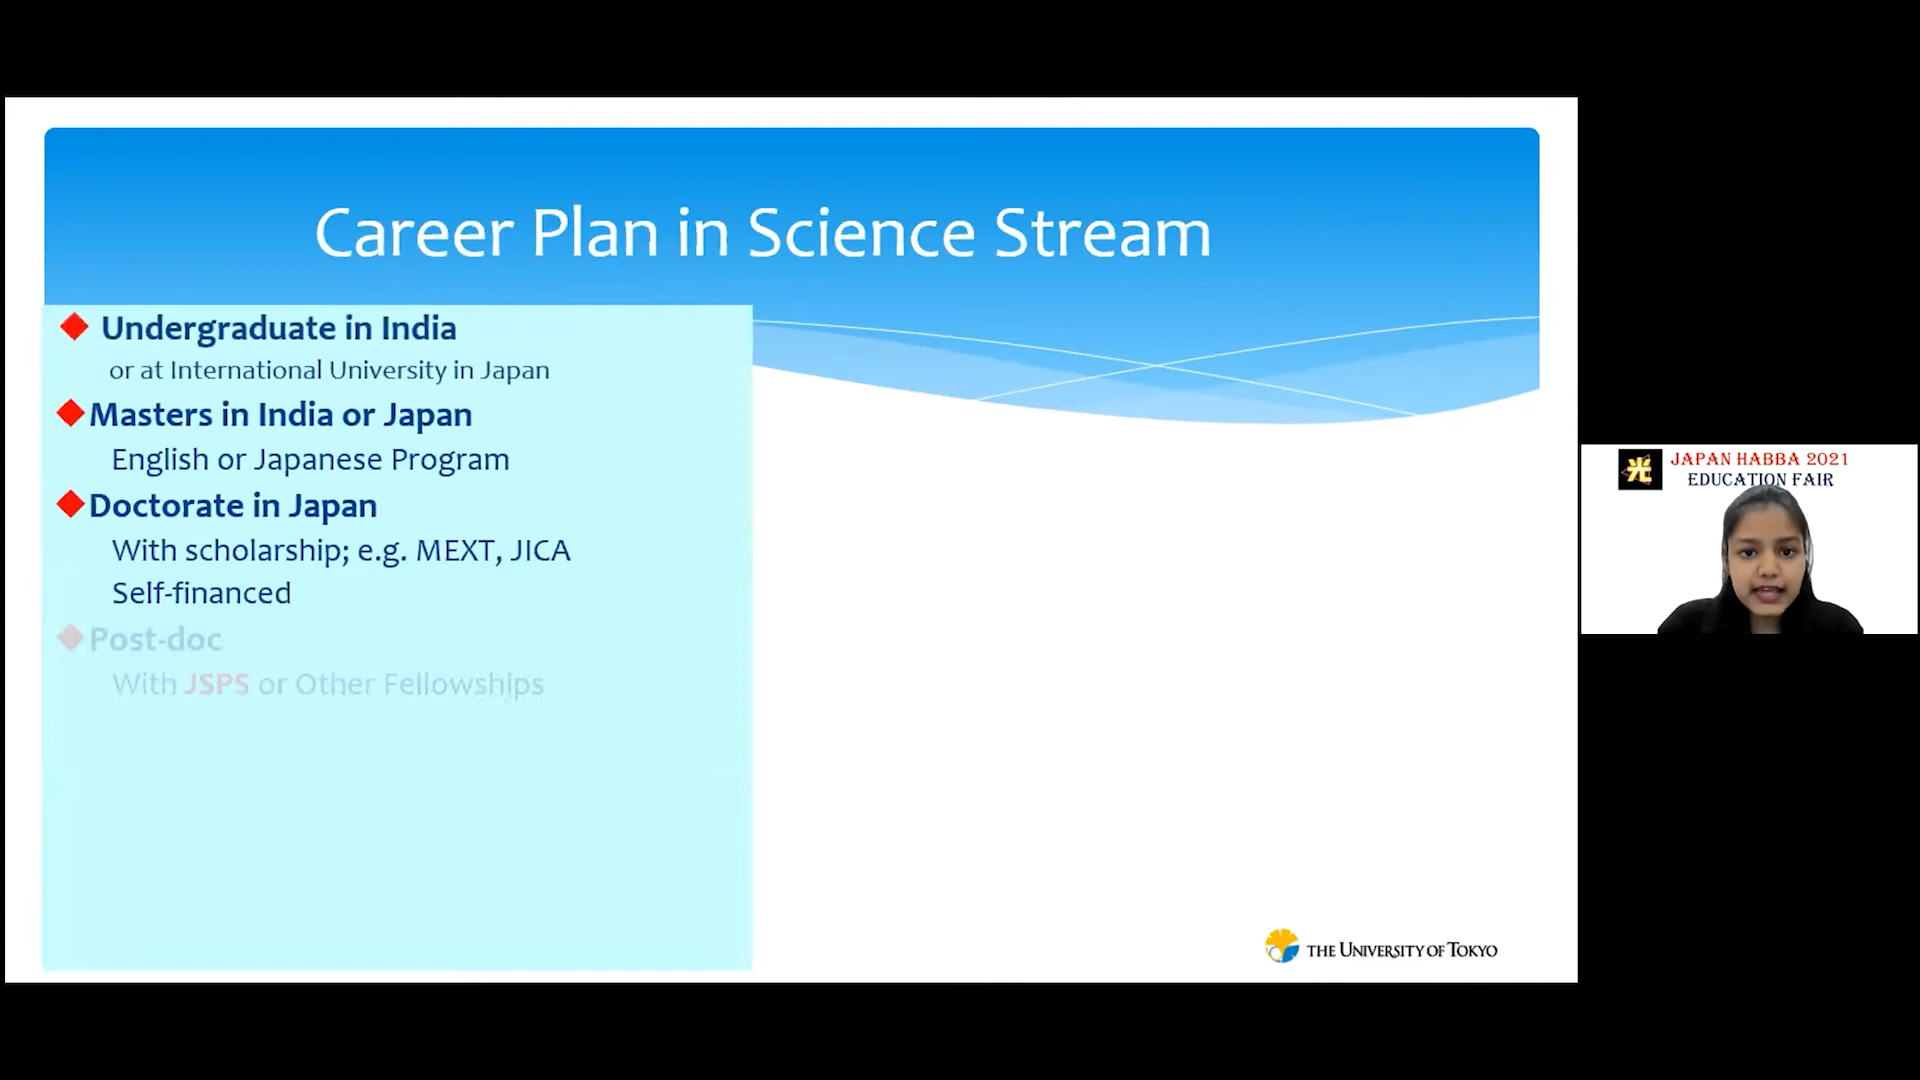 Career Plan in Science Stream
Undergraduate in India
or at International University in Japan
Masters in India or Japan
English or Japanese Program
Doctorate in Japan
With scholarship; e.g. MEXT, JICA
Self-financed
Post-doc
With JSPS or Other Fellowships
THE UNIVERSITY OF TOKYO
光
JAPAN HABBA 2021
EDUCATION FAIR